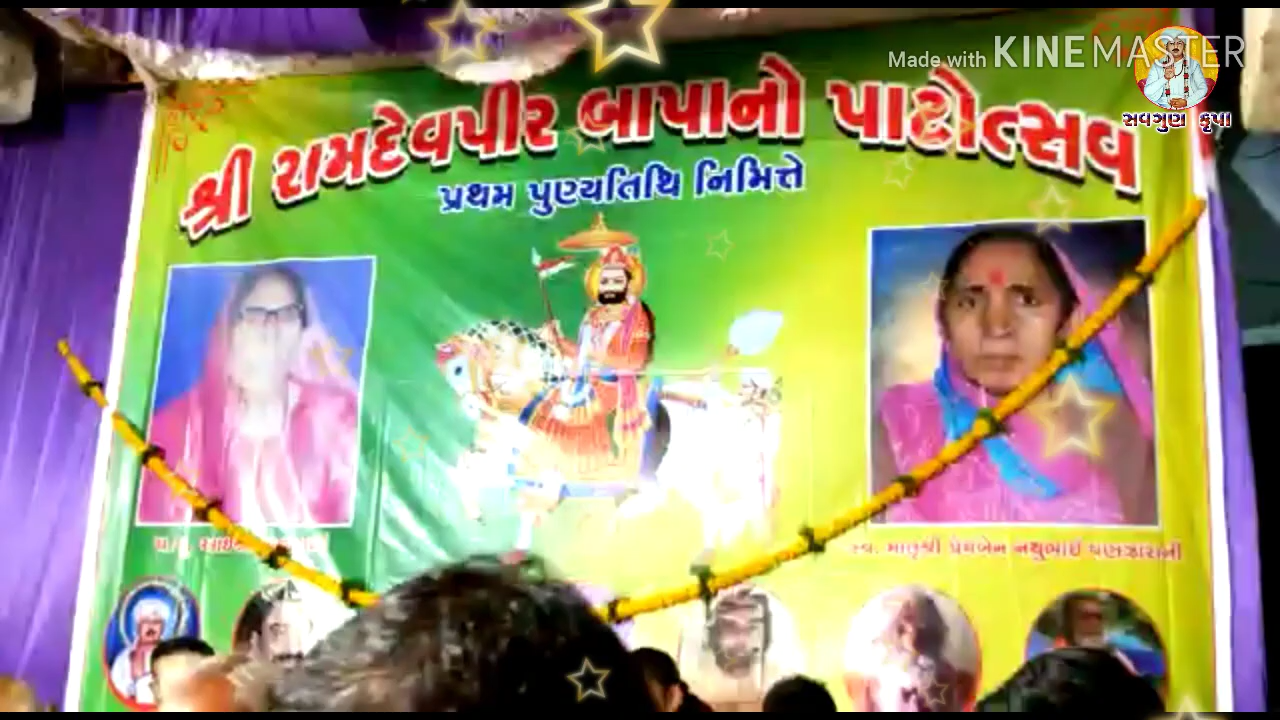 Made with KINEMASTER
સવગુણ કૃપા
શ્રી રામદેવપીર બાપાનો પાટોત્સવ
પ્રથમ પુણ્યતિથિ નિમિત્તે
સ્વ. માતૃશ્રી પ્રેમબેન નથુભાઈ વણઝારાની